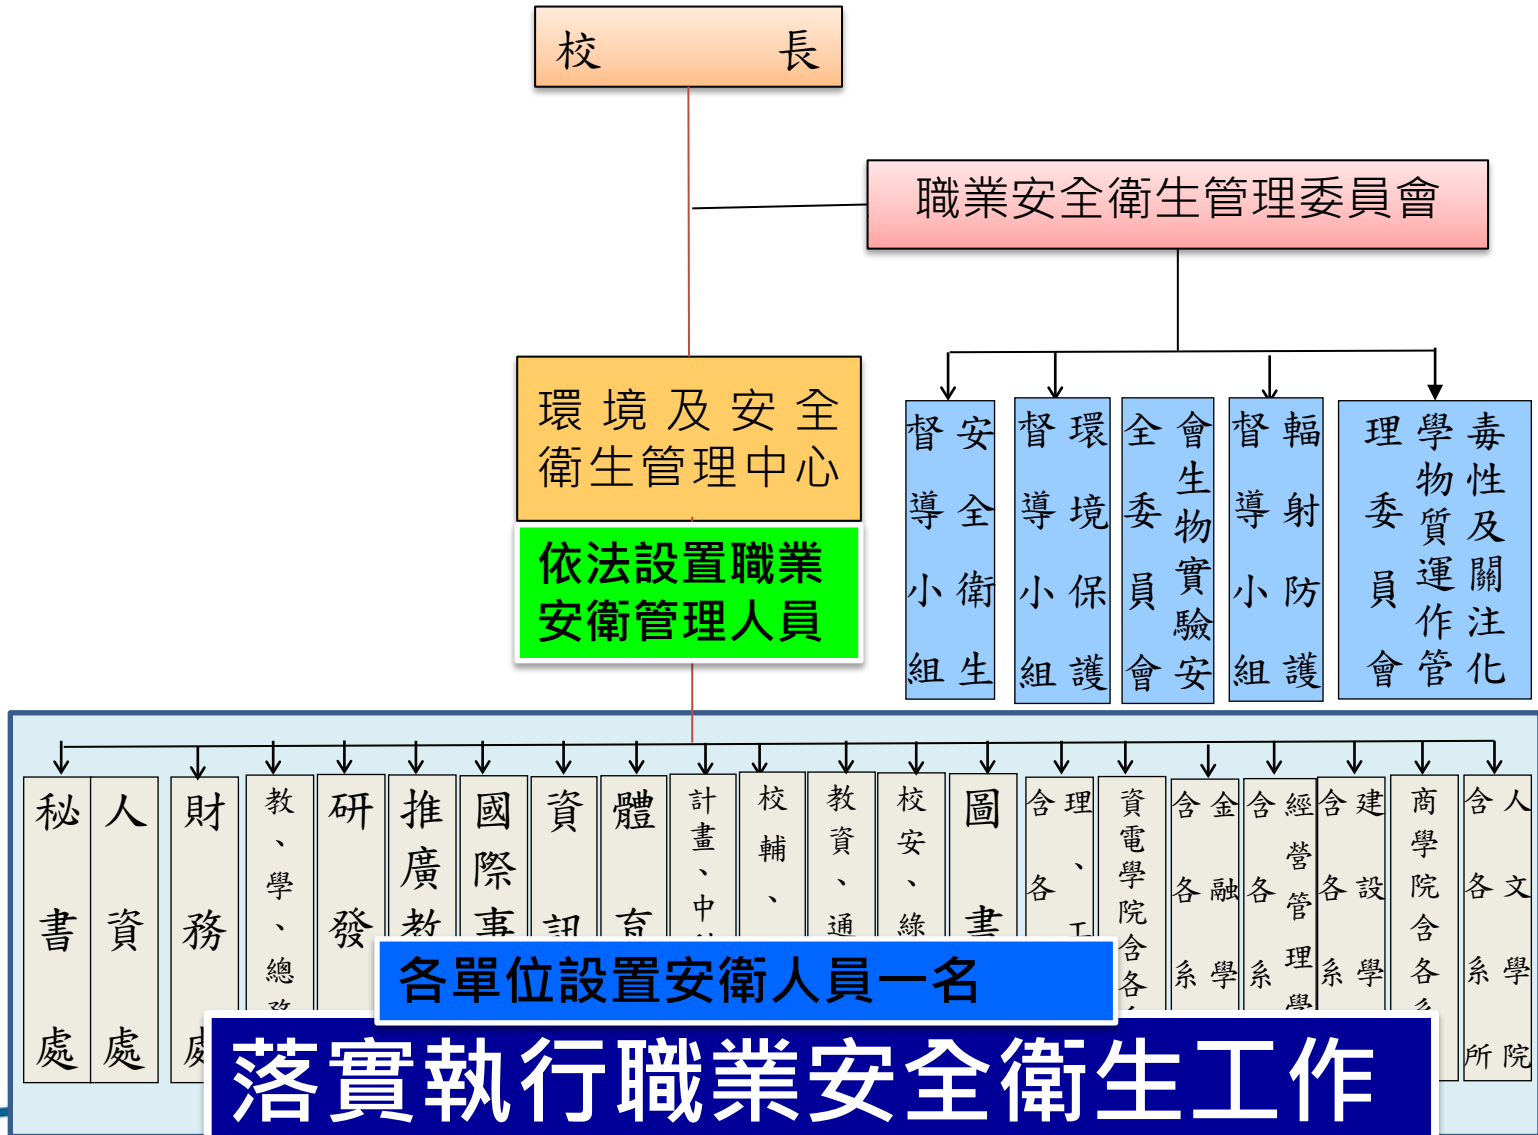 校長
職業安全衛生管理委員會
環境及安全
衛生管理中心
依法設置職業
安衛管理人員
安全衛生
督導小組
環境保護
督導小組
會生物實驗安
全委員會
輻射防護
督導小組
毒性及關注化
學物質運作管
理委員會
秘書處
人資處
財務處
教、學、總務
研發
推廣教
國際事
資訊
體育
計畫、中
校輔、
教資、通
校安、綠
圖書
理、工
含各
資電學院含各
金融學
含各系
經營管理學
含各系
建設學
含各系
商學院含各系
人文學院
含各系所
各單位設置安衛人員一名
落實執行職業安全衛生工作